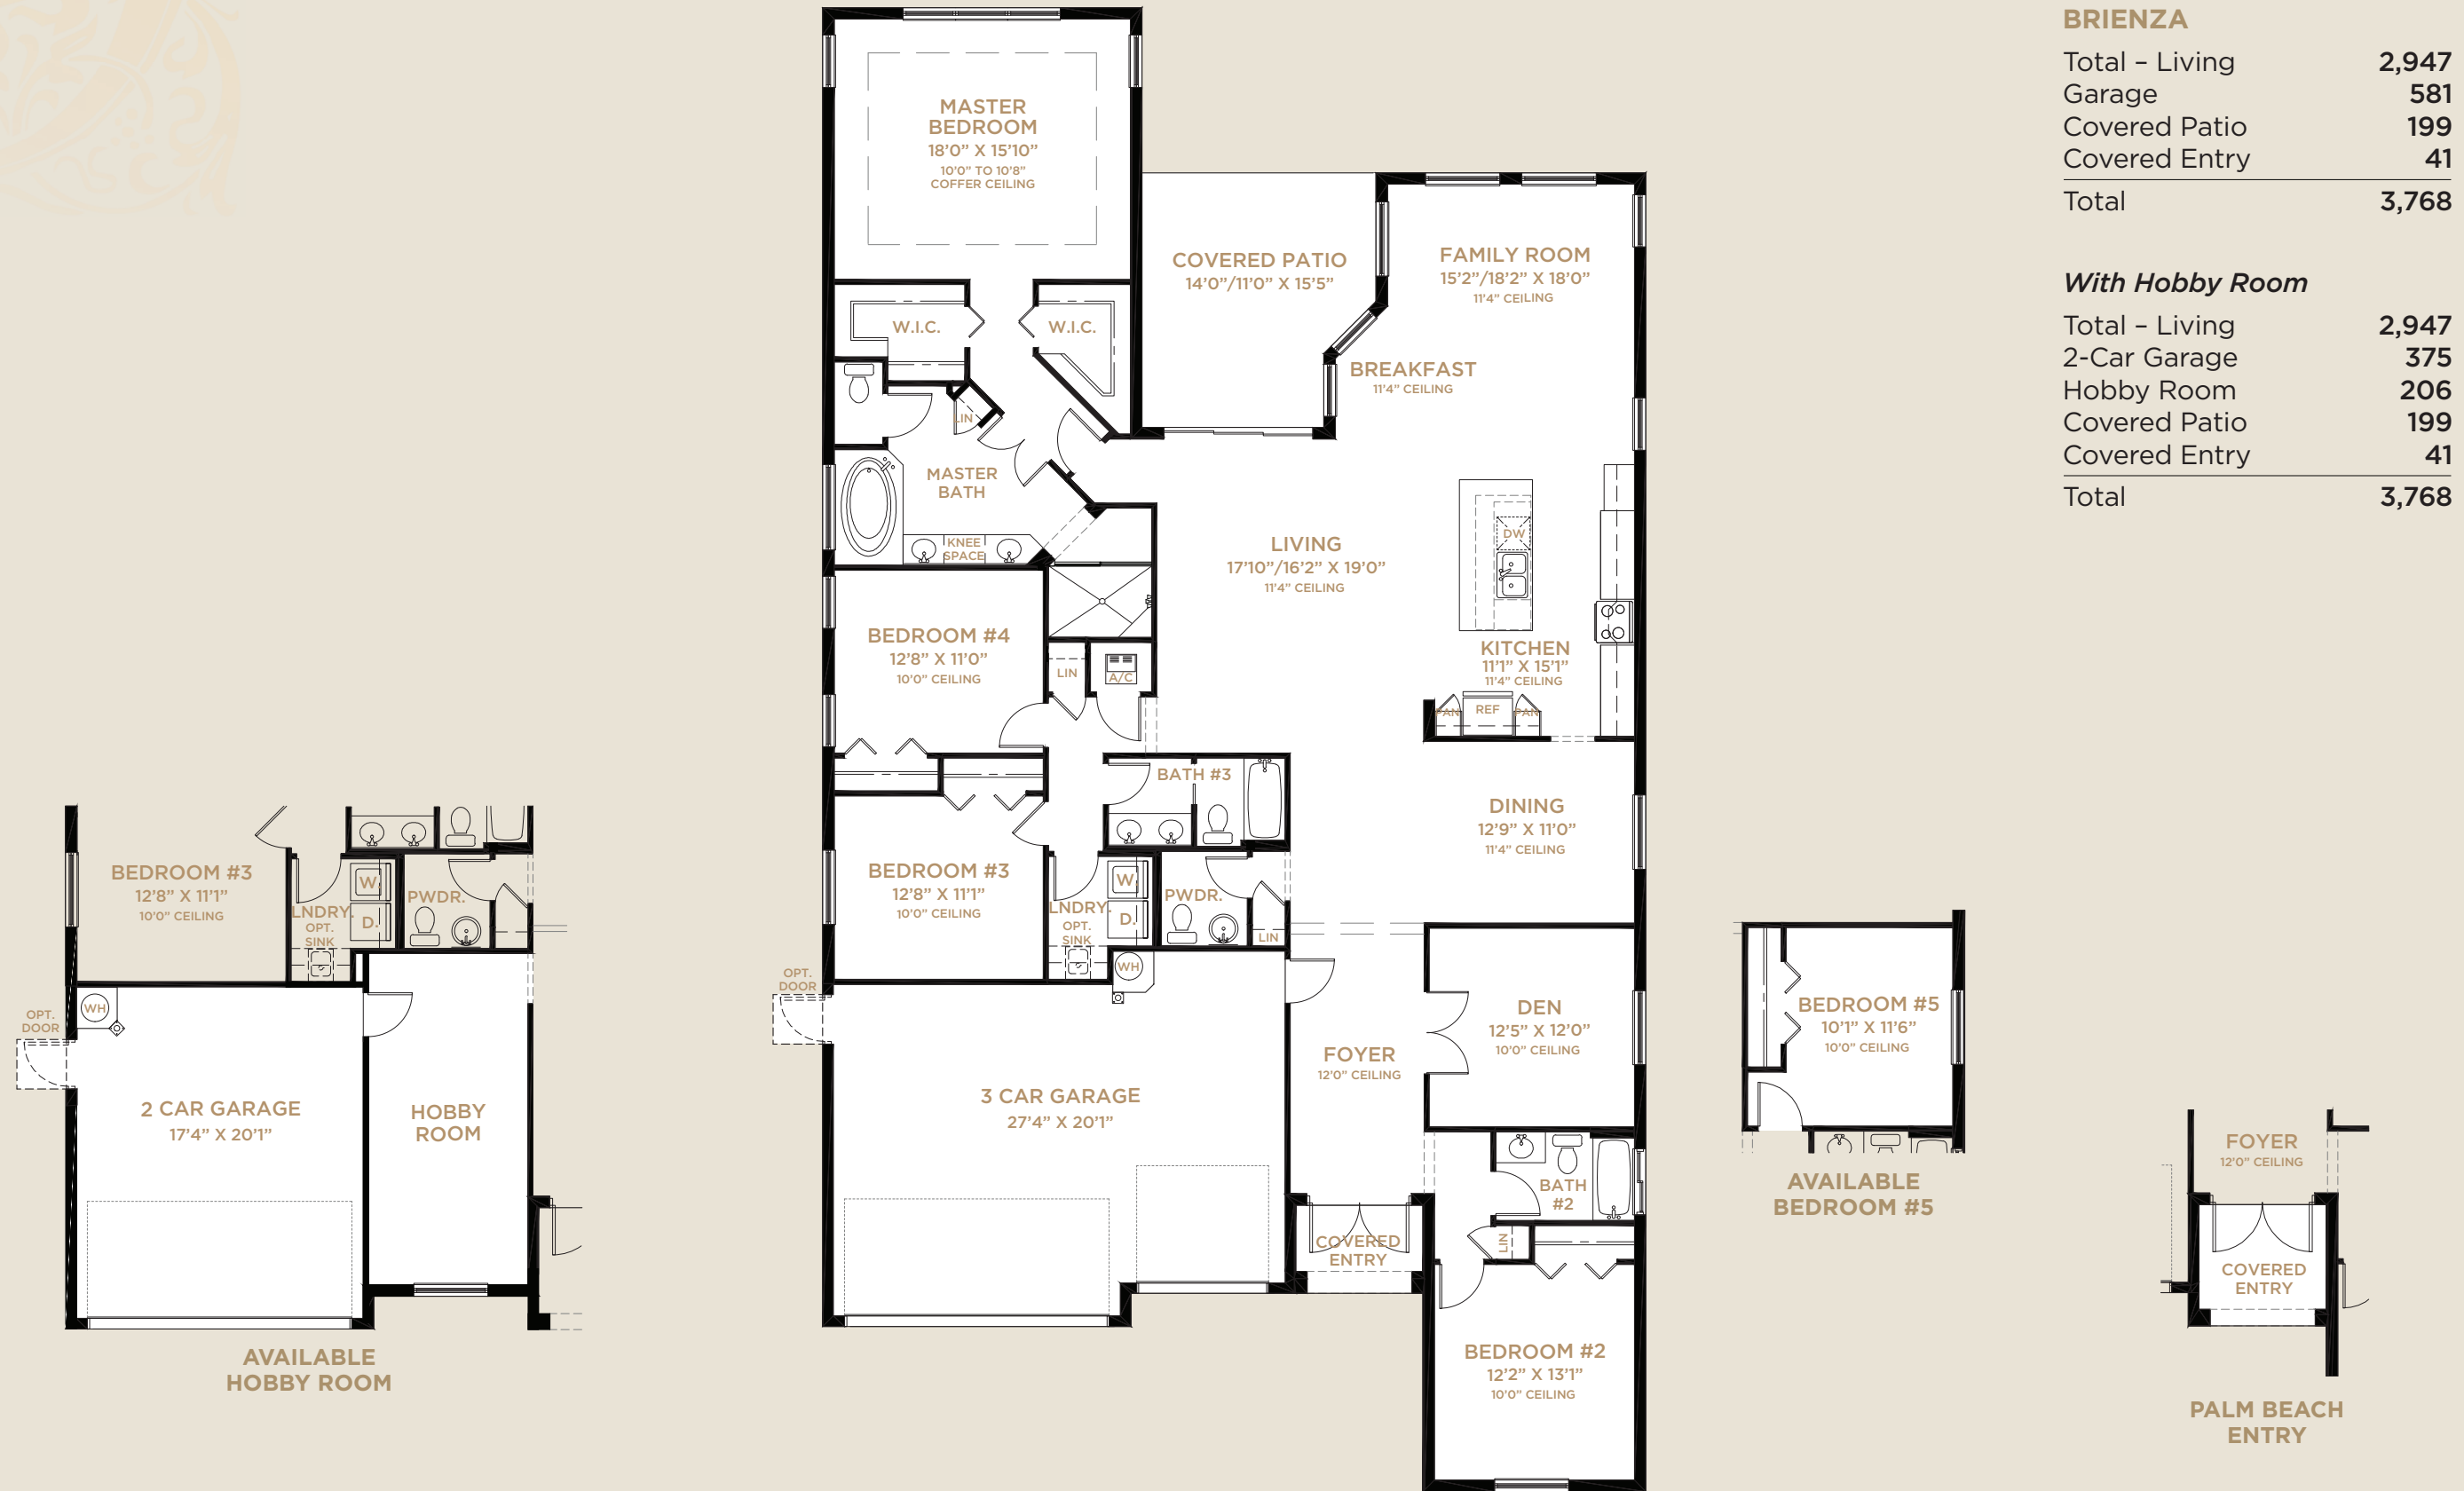 BRIENZA
Total – Living 2,947
Garage 581
Covered Patio 199
Covered Entry 41
Total 3,768
With Hobby Room
Total – Living 2,947
2-Car Garage 375
Hobby Room 206
Covered Patio 199
Covered Entry 41
Total 3,768
MASTER
BEDROOM
18'0" X 15'10"
10'0" TO 10'8"
COFFER CEILING
COVERED PATIO
14'0"/11'0" X 15'5"
FAMILY ROOM
15'2"/18'2" X 18'0"
11'4" CEILING
W.I.C.
W.I.C.
BREAKFAST
11'4" CEILING
LIN
MASTER
BATH
KNEE
SPACE
LIVING
17'10"/16'2" X 19'0"
11'4" CEILING
DW
KITCHEN
11'1" X 15'1"
11'4" CEILING
PAN
REF
PAN
BEDROOM #4
12'8" X 11'0"
10'0" CEILING
LIN
A/C
BATH #3
DINING
12'9" X 11'0"
11'4" CEILING
BEDROOM #3
12'8" X 11'1"
10'0" CEILING
LNDRY.
OPT.
SINK
W.
D.
PWDR.
LIN
WH
OPT.
DOOR
3 CAR GARAGE
27'4" X 20'1"
FOYER
12'0" CEILING
DEN
12'5" X 12'0"
10'0" CEILING
BATH
#2
LIN
COVERED
ENTRY
BEDROOM #2
12'2" X 13'1"
10'0" CEILING
BEDROOM #3
12'8" X 11'1"
10'0" CEILING
LNDRY.
OPT.
SINK
W.
D.
PWDR.
WH
OPT.
DOOR
2 CAR GARAGE
17'4" X 20'1"
HOBBY
ROOM
AVAILABLE
HOBBY ROOM
BEDROOM #5
10'1" X 11'6"
10'0" CEILING
AVAILABLE
BEDROOM #5
FOYER
12'0" CEILING
COVERED
ENTRY
PALM BEACH
ENTRY